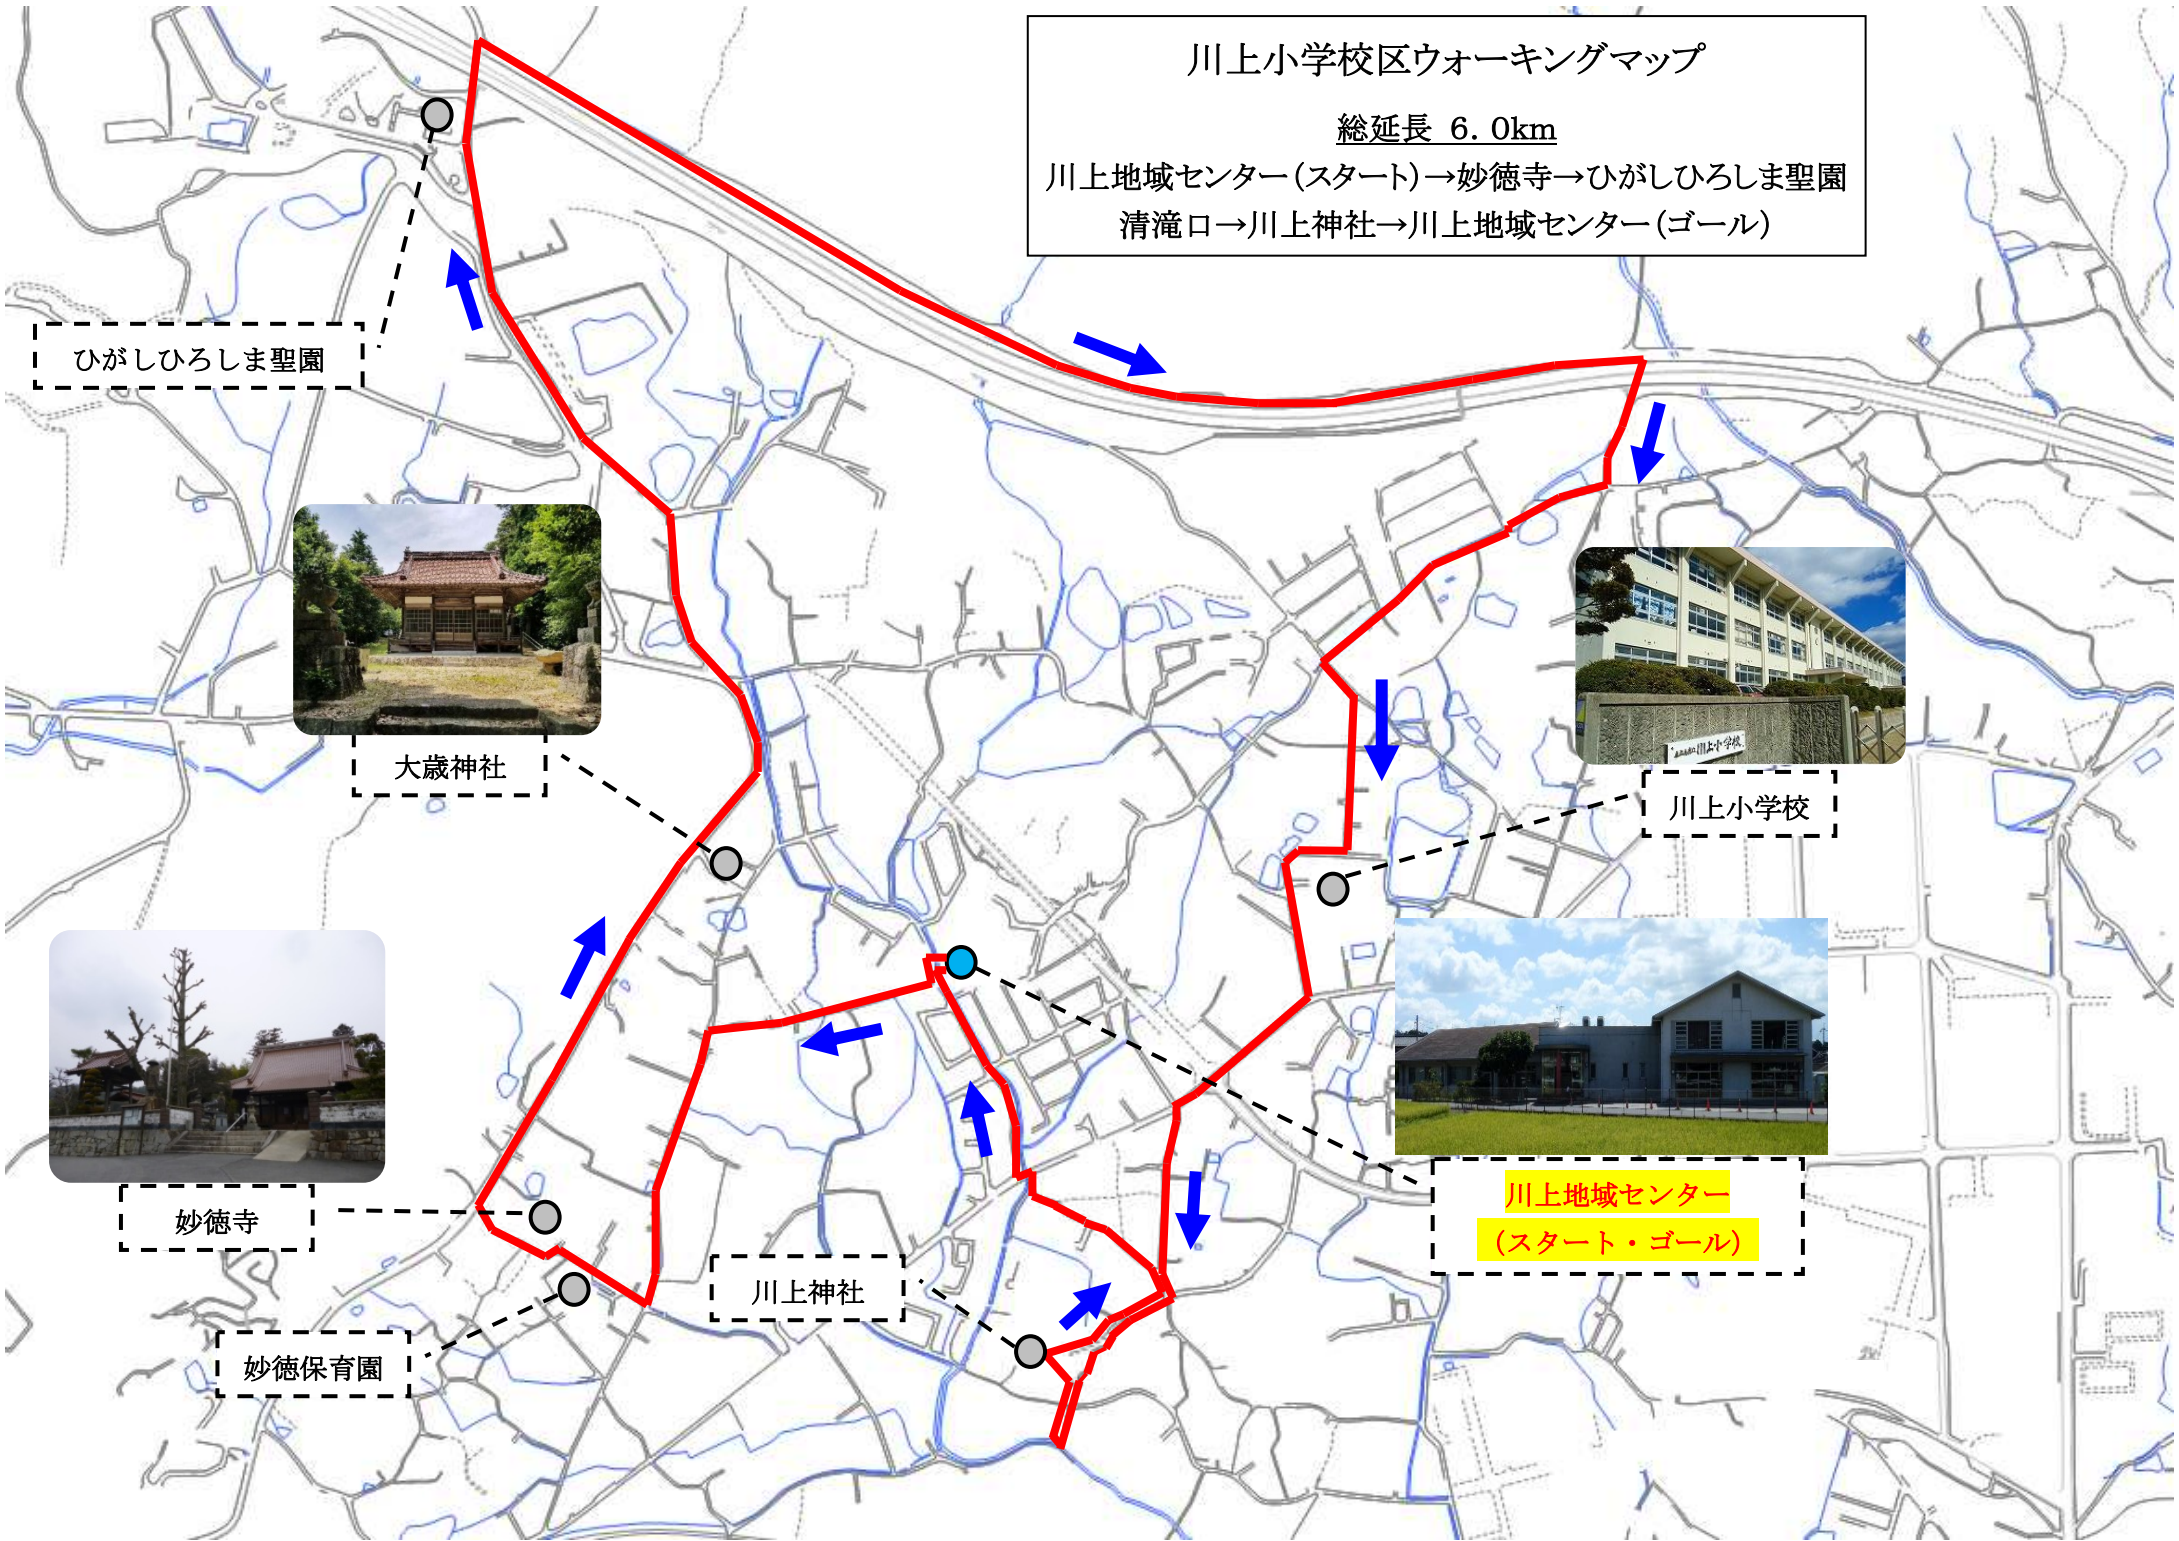 川上小学校区ウォーキングマップ
総延長 6.0km
川上地域センター(スタート)→妙徳寺→ひがしひろしま聖園
清滝口→川上神社→川上地域センター(ゴール)
ひがしひろしま聖園
大歳神社
川上小学校
川上小学校
川上地域センター
(スタート・ゴール)
妙徳寺
川上神社
妙徳保育園